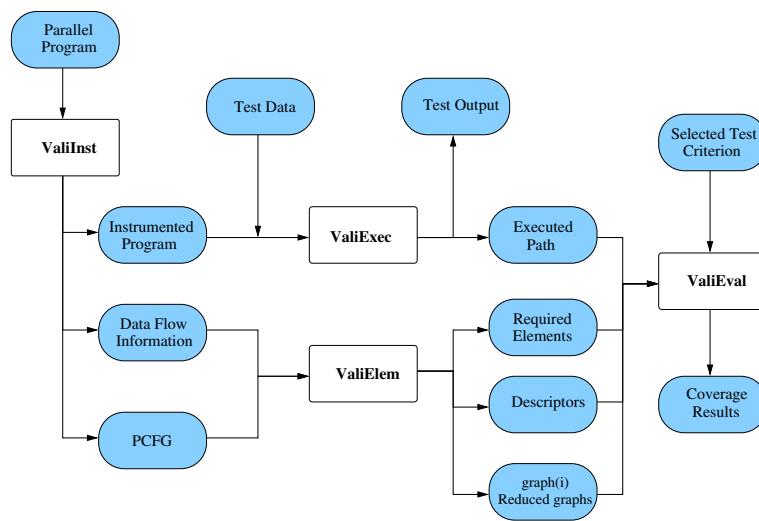 Parallel
Program
Test Data
Test Output
Selected Test
Criterion
ValiInst
Instrumented
Program
ValiExec
Executed
Path
ValiEval
Data Flow
Information
ValiElem
Required
Elements
Descriptors
Coverage
Results
PCFG
graph(i)
Reduced graphs